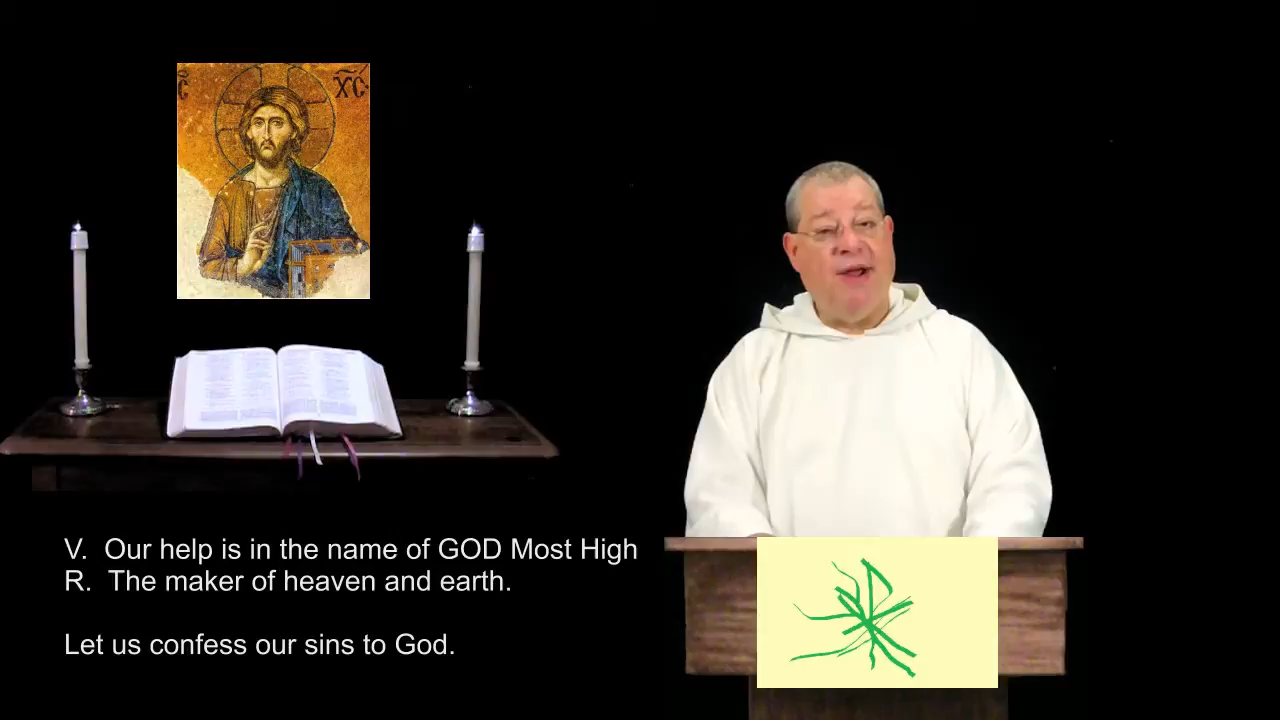 XC
V. Our help is in the name of GOD Most High
R. The maker of heaven and earth.
Let us confess our sins to God.